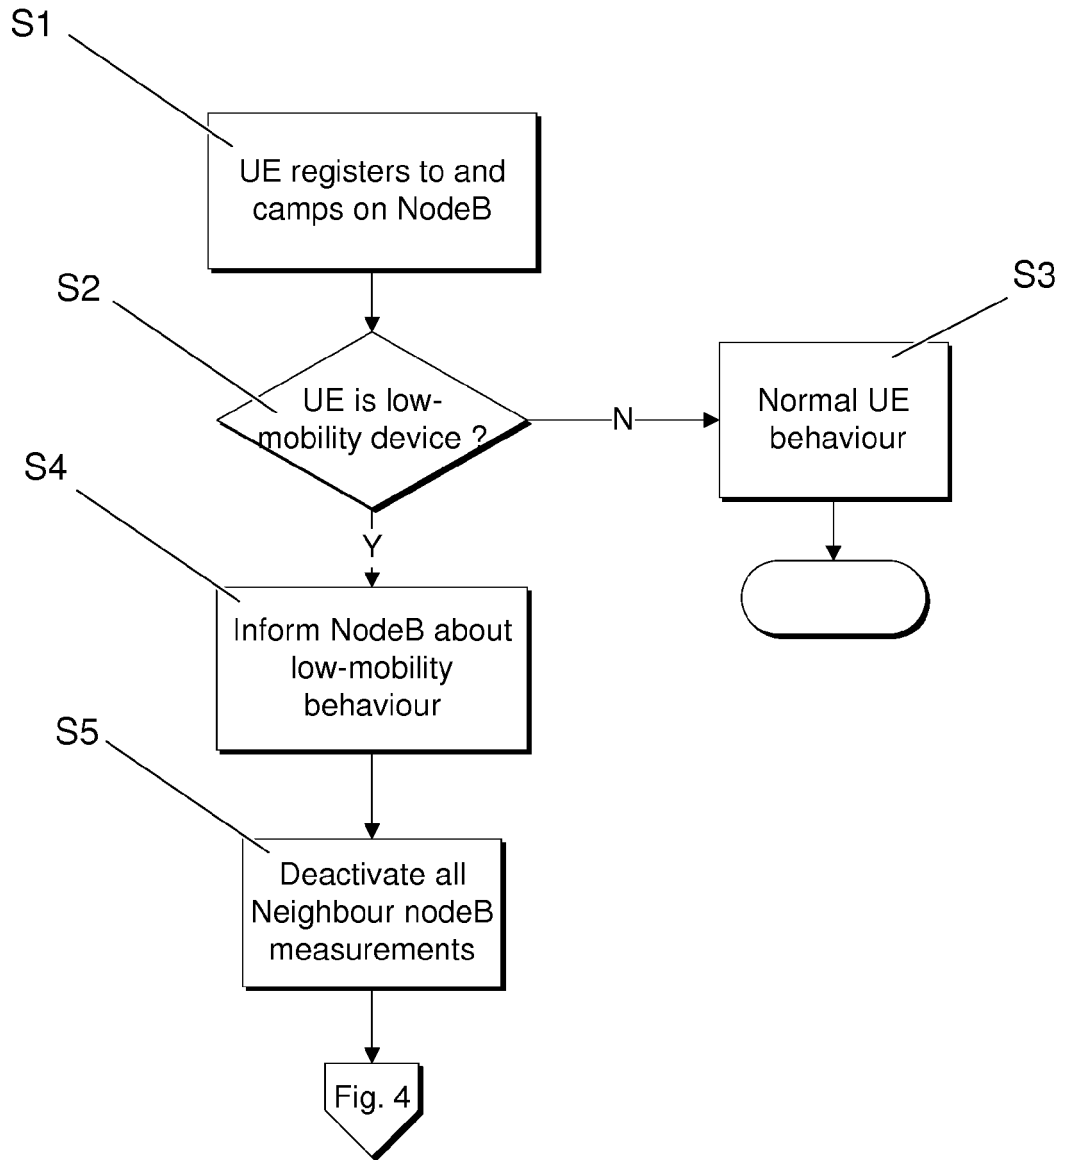 S1
UE registers to and
camps on NodeB
S2
UE is low-
mobility device ?
N
S3
Normal UE
behaviour
Y
S4
Inform NodeB about
low-mobility
behaviour
S5
Deactivate all
Neighbour nodeB
measurements
Fig. 4